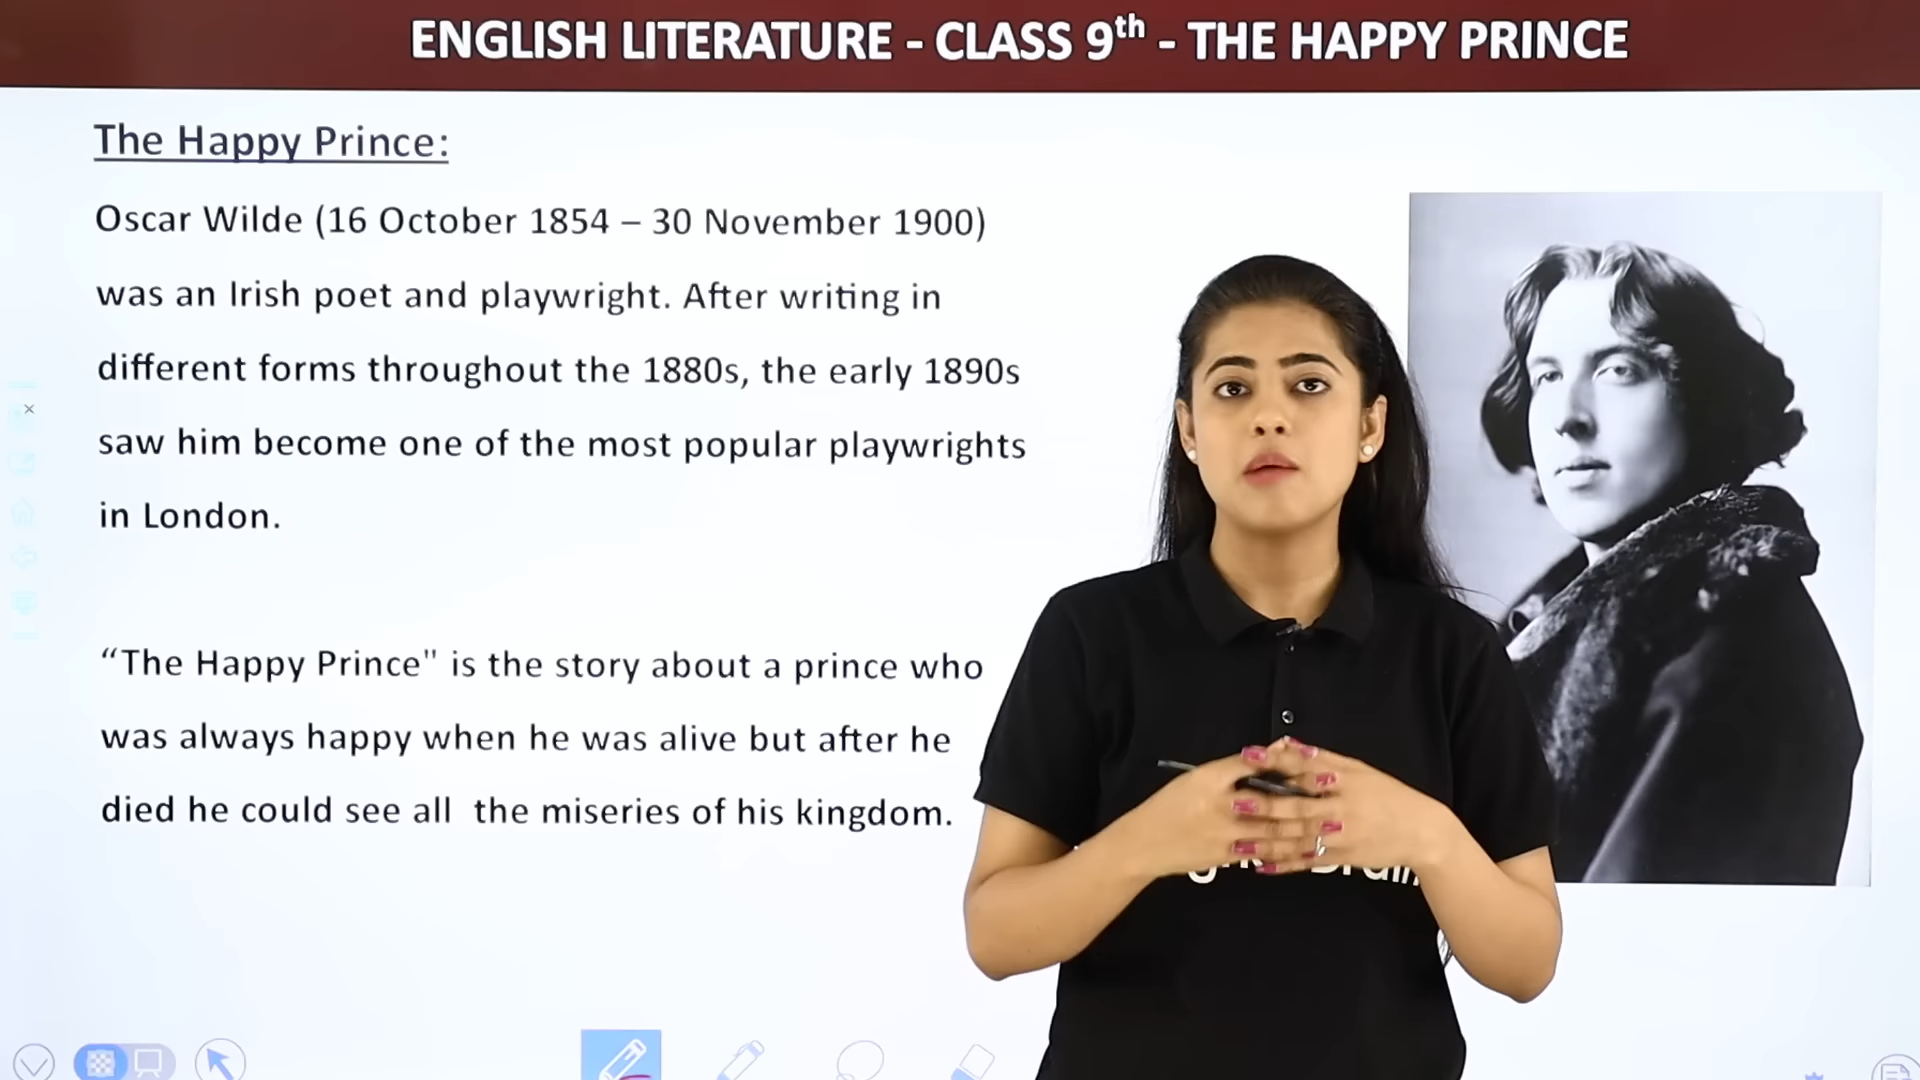 ENGLISH LITERATURE - CLASS 9th - THE HAPPY PRINCE
The Happy Prince:
Oscar Wilde (16 October 1854 – 30 November 1900)
was an Irish poet and playwright. After writing in
different forms throughout the 1880s, the early 1890s
saw him become one of the most popular playwrights
in London.
“The Happy Prince" is the story about a prince who
was always happy when he was alive but after he
died he could see all the miseries of his kingdom.